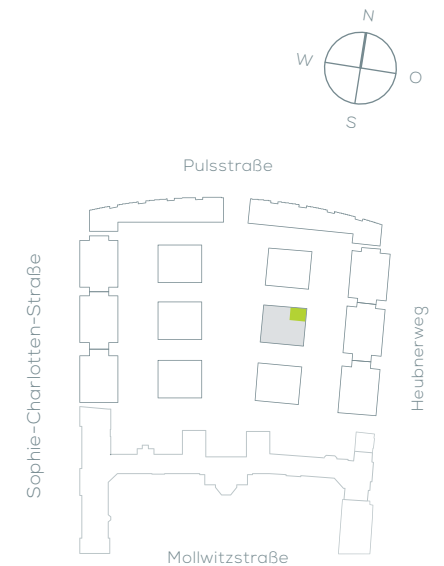 N
W
O
S
Pulsstraße
Sophie-Charlotten-Straße
Heubnerweg
Mollwitzstraße